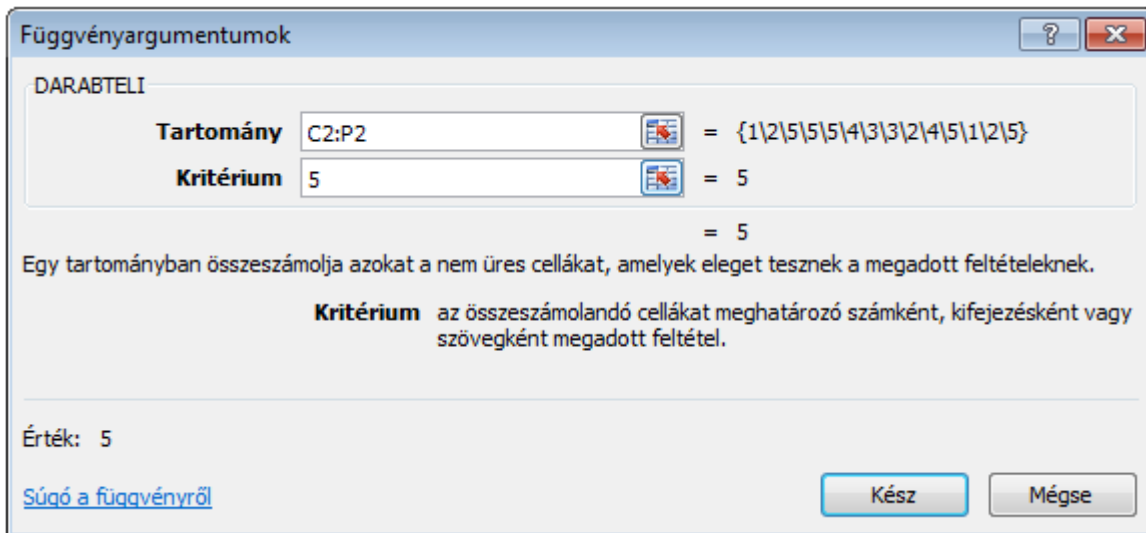 Függvényargumentumok
DARABTELI
Tartomány C2:P2 = {1\2\5\5\5\4\3\3\2\4\5\1\2\5}
Kritérium 5 = 5
= 5
Egy tartományban összeszámolja azokat a nem üres cellákat, amelyek eleget tesznek a megadott feltételeknek.
Kritérium az összeszámolandó cellákat meghatározó számként, kifejezésként vagy
szövegként megadott feltétel.
Érték: 5
Súgó a függvényről Kész Mégse